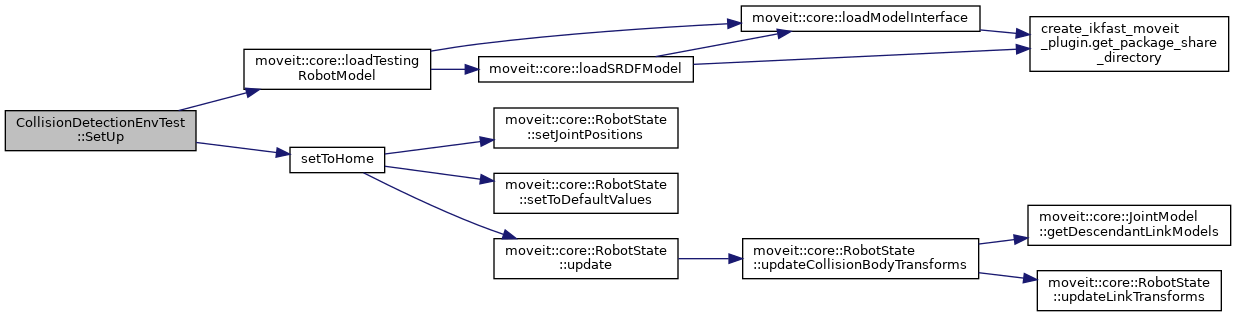 CollisionDetectionEnvTest
::SetUp
moveit::core::loadTesting
RobotModel
moveit::core::loadModelInterface
create_ikfast_moveit
_plugin.get_package_share
_directory
moveit::core::loadSRDFModel
setToHome
moveit::core::RobotState
::setJointPositions
moveit::core::RobotState
::setToDefaultValues
moveit::core::RobotState
::update
moveit::core::RobotState
::updateCollisionBodyTransforms
moveit::core::JointModel
::getDescendantLinkModels
moveit::core::RobotState
::updateLinkTransforms